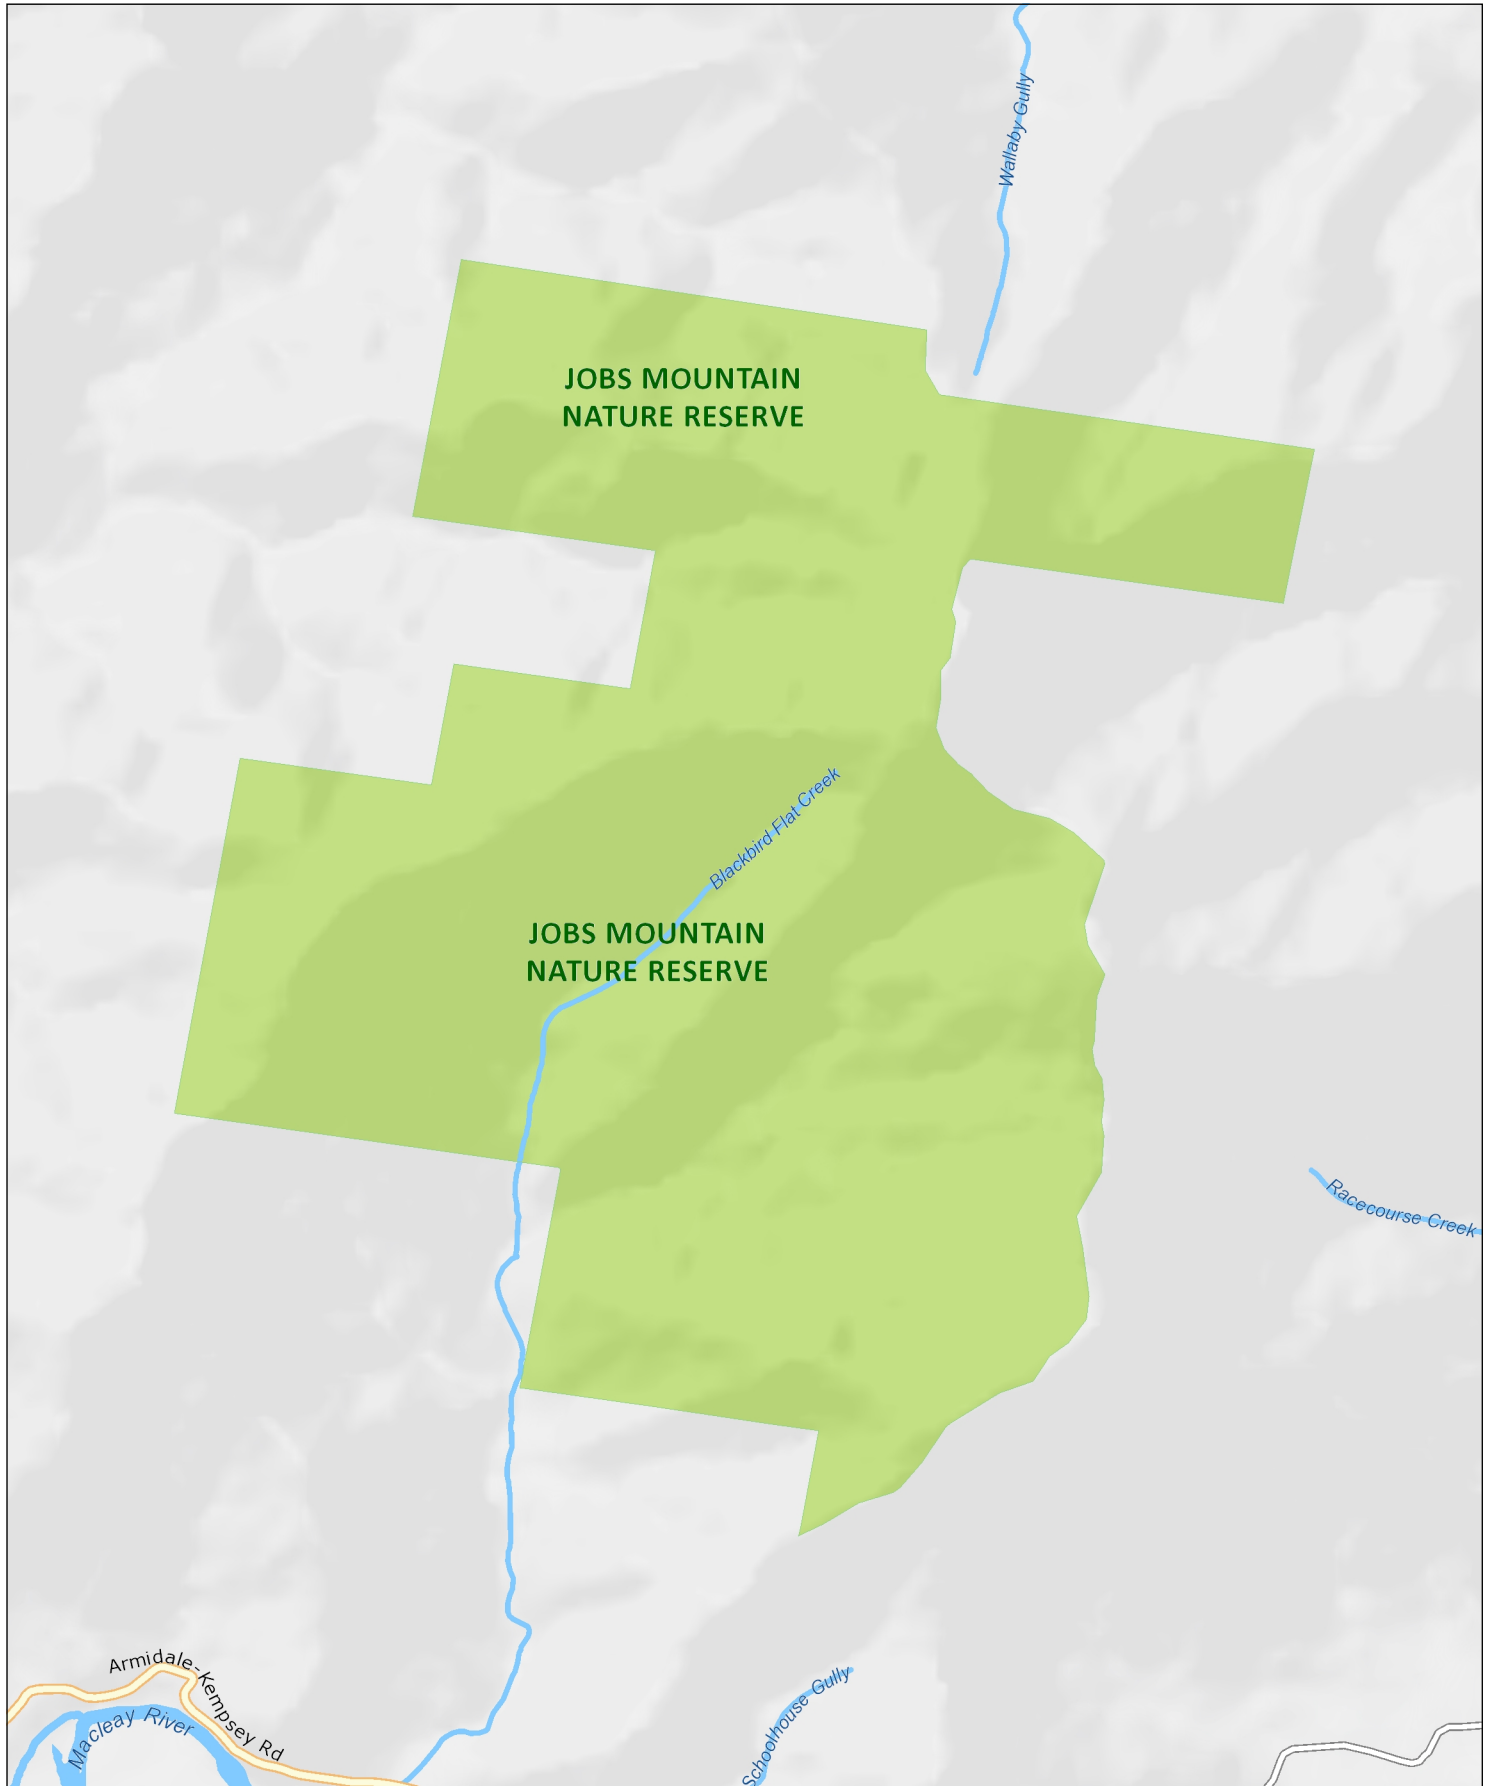 Wallaby Gully
JOBS MOUNTAIN
NATURE RESERVE
Blackbird Flat Creek
JOBS MOUNTAIN
NATURE RESERVE
Racecourse Creek
Armidale-Kempsey Rd
Macleay River
Schoolhouse Gully